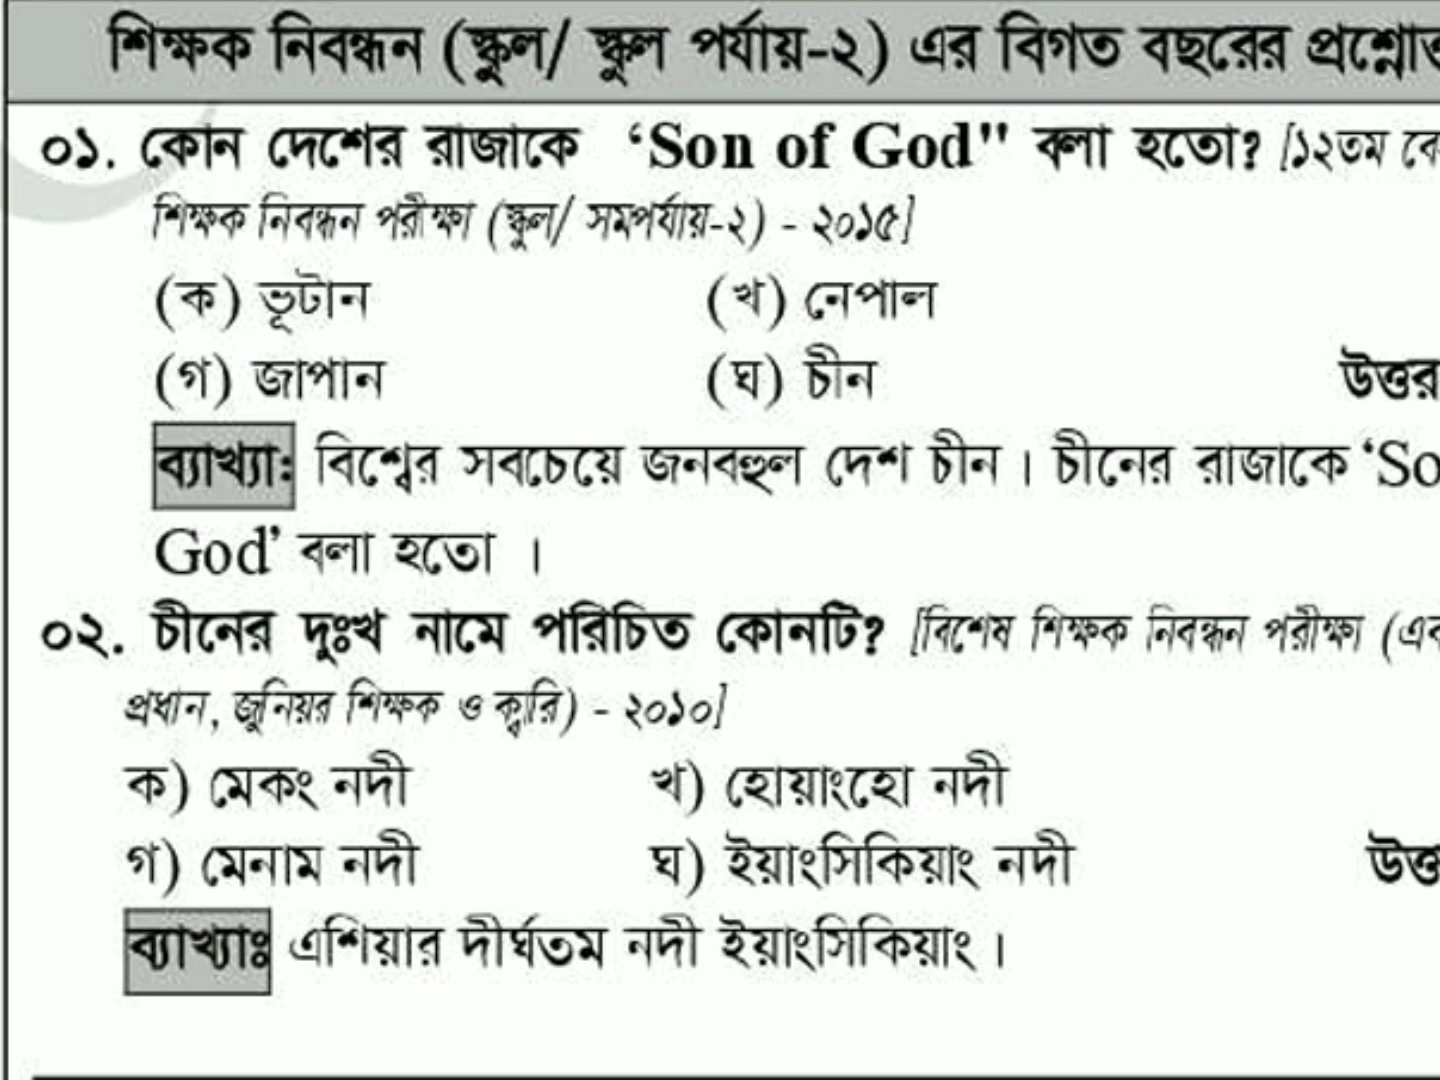 শিক্ষক নিবন্ধন (স্কুল/ স্কুল পর্যায়-২) এর বিগত বছরের
০১. কোন দেশের রাজাকে ‘Son of God" বলা হতো? [১২তম
শিক্ষক নিবন্ধন পরীক্ষা (স্কুল/ সমপর্যায়-২) - ২০১৫]
(ক) ভূটান (খ) নেপাল
(গ) জাপান (ঘ) চীন উত্তর
ব্যাখ্যা: বিশ্বের সবচেয়ে জনবহুল দেশ চীন। চীনের রাজাকে ‘So
God’ বলা হতো ।
০২. চীনের দুঃখ নামে পরিচিত কোনটি? [বিশেষ শিক্ষক নিবন্ধন পরীক্ষা
প্রধান, জুনিয়র শিক্ষক ও ক্বারি) - ২০১০]
ক) মেকং নদী খ) হোয়াংহো নদী
গ) মেনাম নদী ঘ) ইয়াংসিকিয়াং নদী
ব্যাখ্যাঃ এশিয়ার দীর্ঘতম নদী ইয়াংসিকিয়াং।